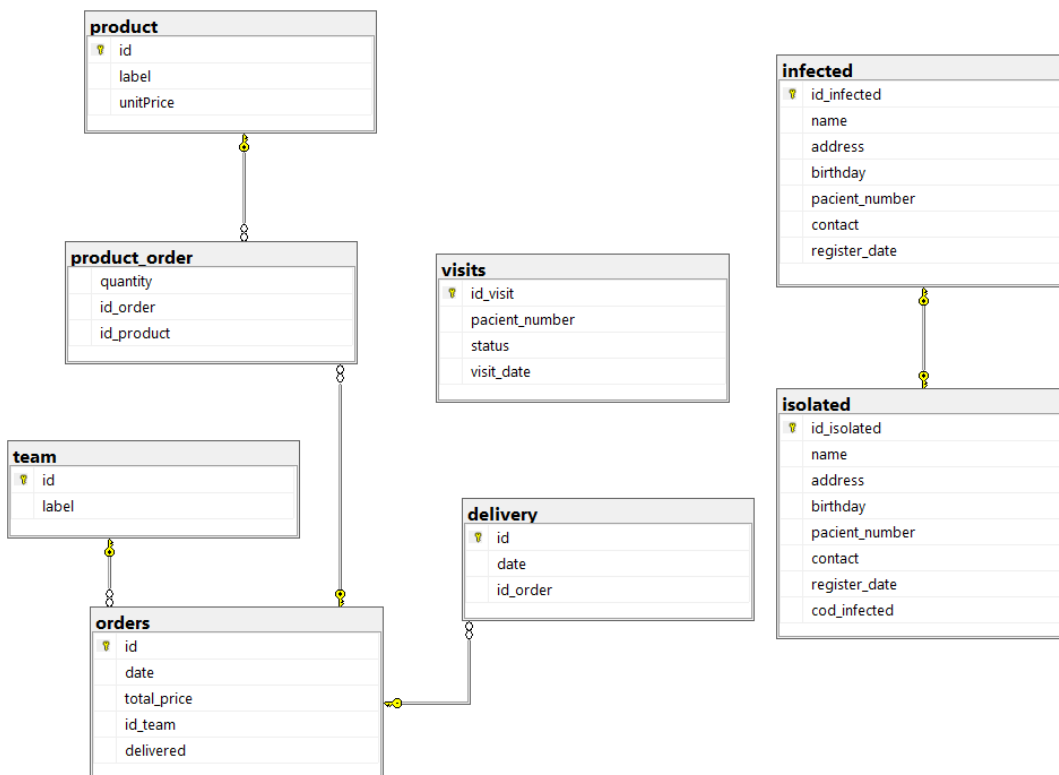 product
id
label
unitPrice
product_order
quantity
id_order
id_product
team
id
label
orders
id
date
total_price
id_team
delivered
visits
id_visit
pacient_number
status
visit_date
delivery
id
date
id_order
infected
id_infected
name
address
birthday
pacient_number
contact
register_date
isolated
id_isolated
name
address
birthday
pacient_number
contact
register_date
cod_infected